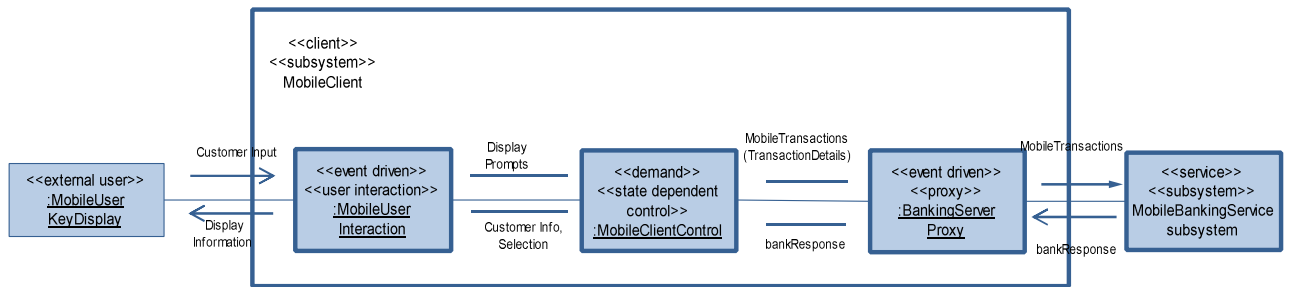 <<client>>
<<subsystem>>
MobileClient
<<external user>>
:MobileUser
KeyDisplay
Customer Input
Display
Information
<<event driven>>
<<user interaction>>
:MobileUser
Interaction
Display
Prompts
Customer Info,
Selection
<<demand>>
<<state dependent
control>>
:MobileClientControl
MobileTransactions
(TransactionDetails)
bankResponse
<<event driven>>
<<proxy>>
:BankingServer
Proxy
MobileTransactions
bankResponse
<<service>>
<<subsystem>>
MobileBankingService
subsystem